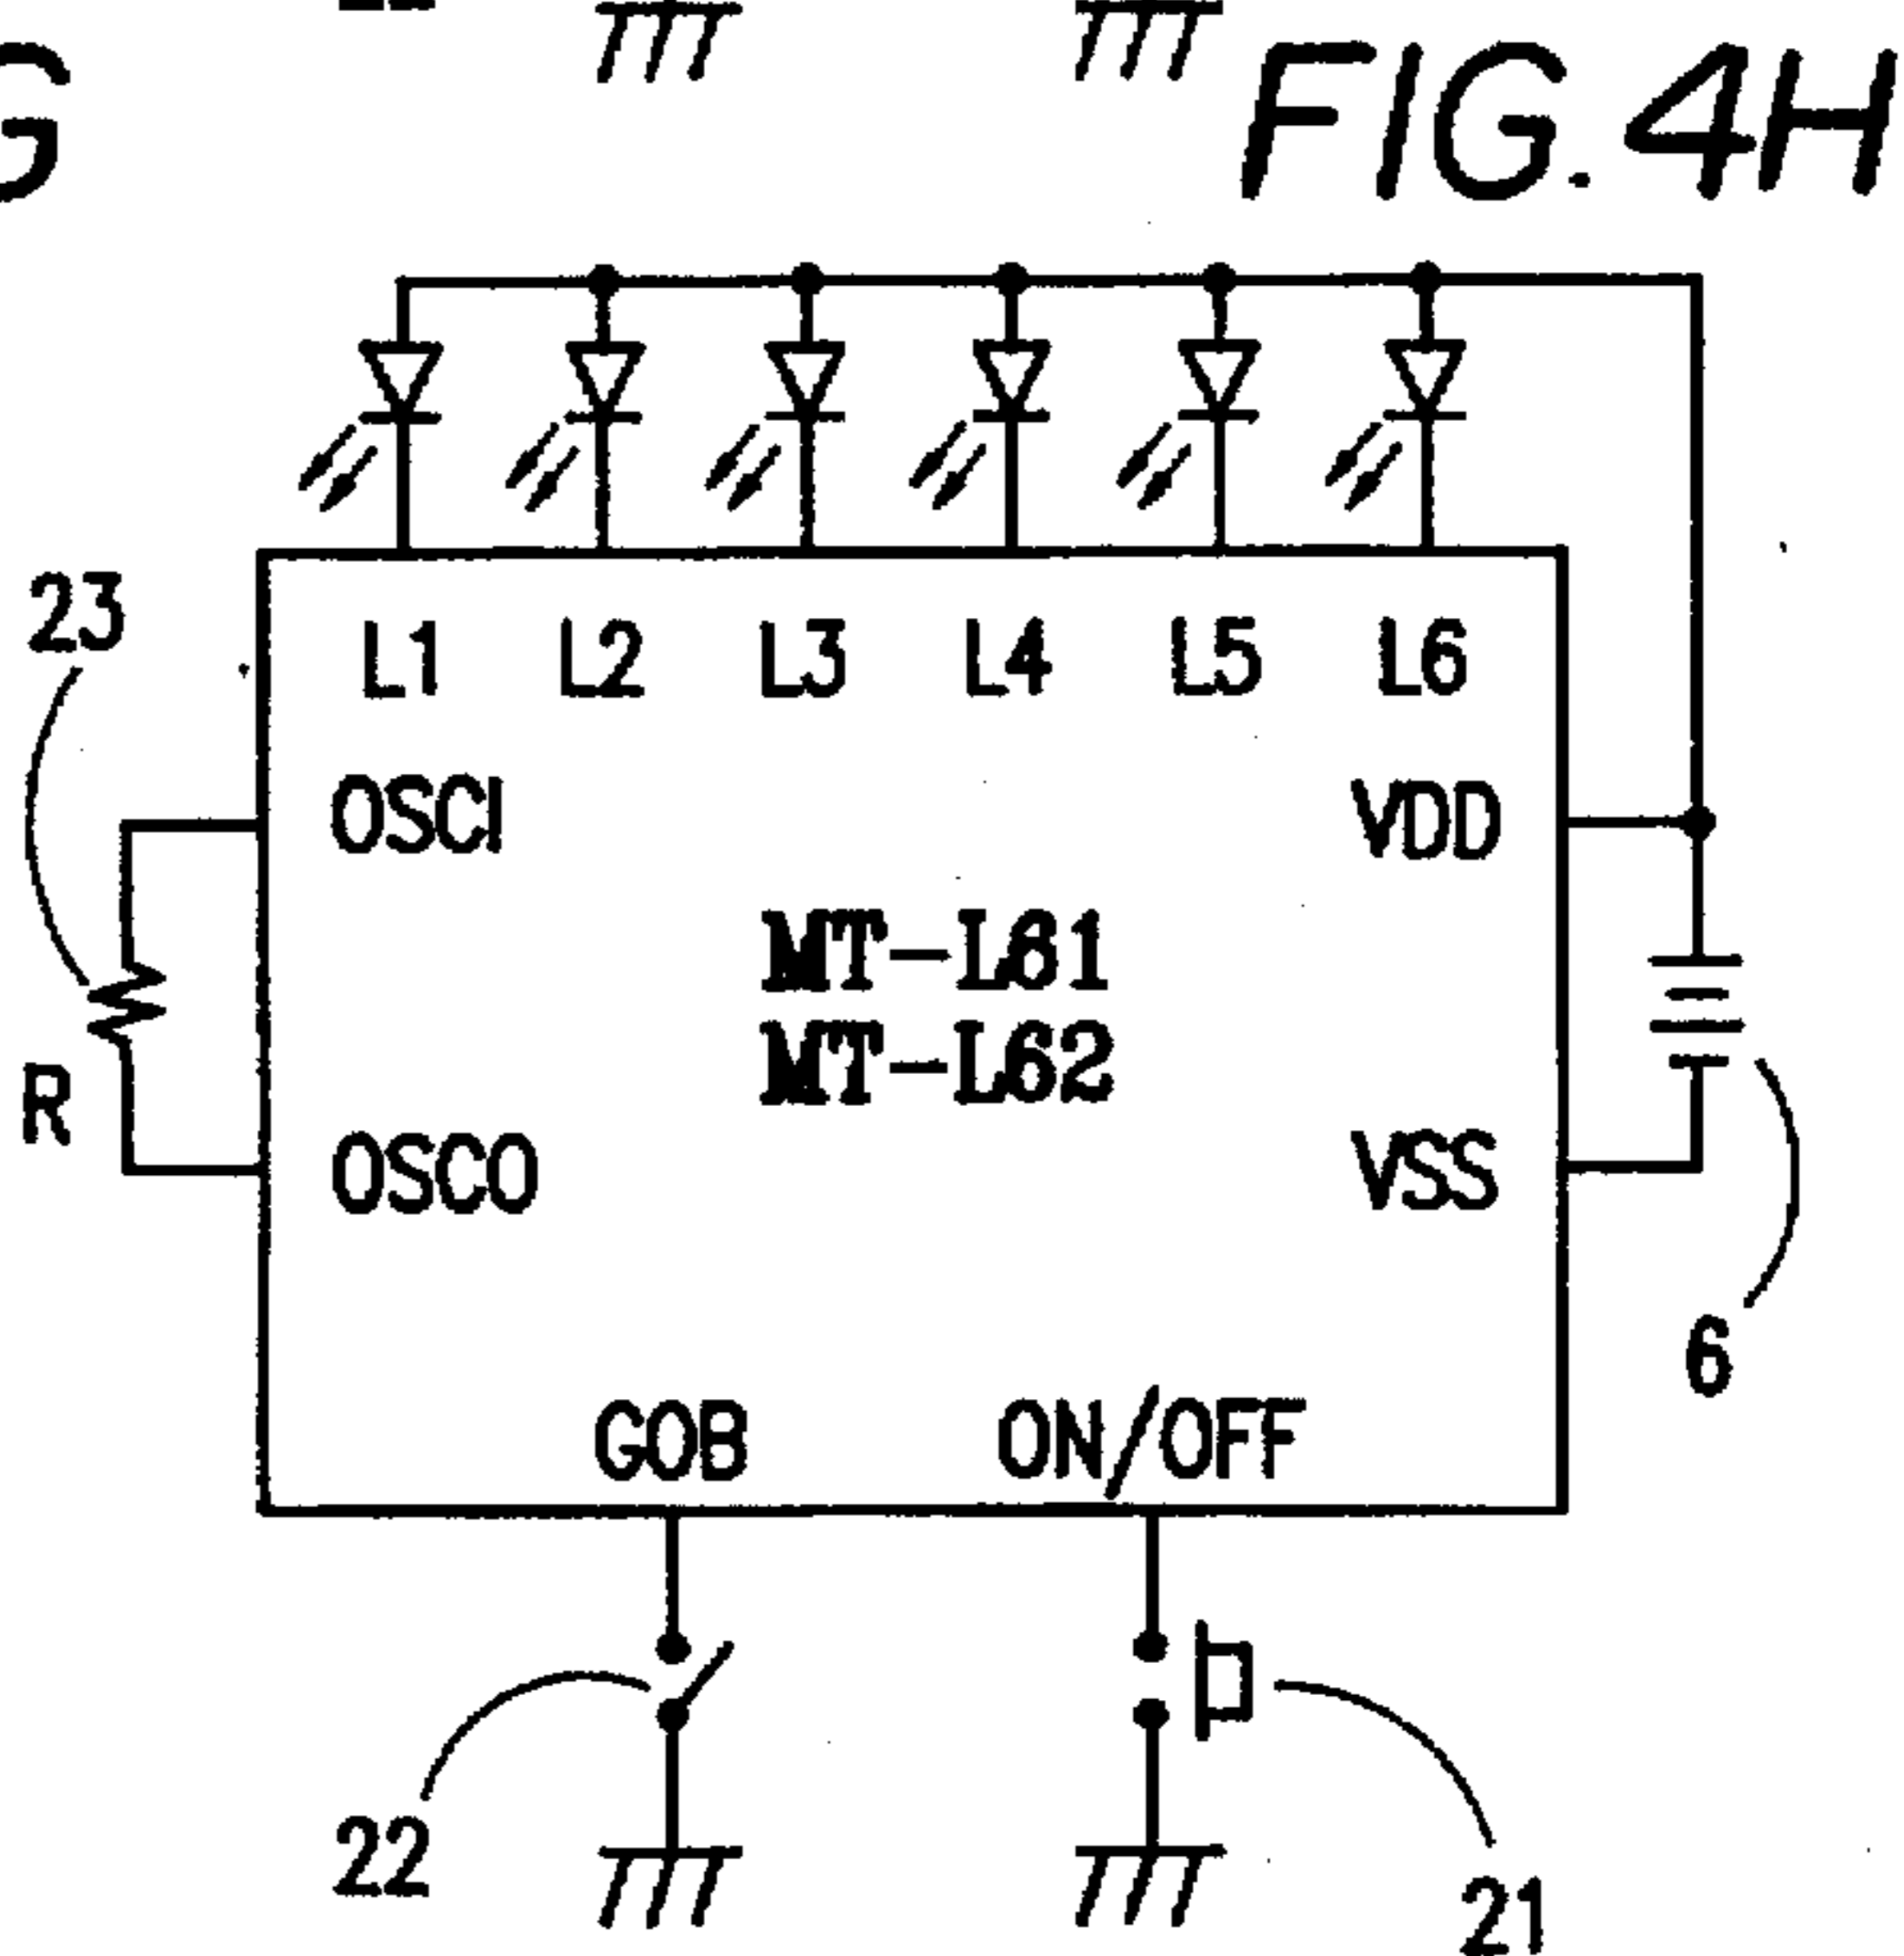 G
FIG. 4H
23
L1 L2 L3 L4 L5 L6
OSCI VDD
MT-L61
MT-L62
R
OSCO VSS
6
GOB ON/OFF
22
21